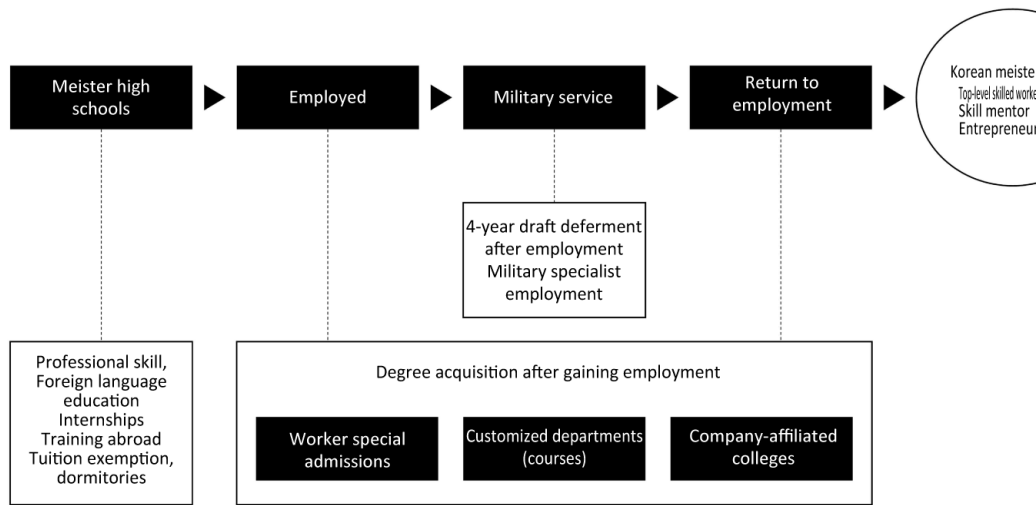 Meister high
schools
Employed
Military service
Return to
employment
Korean meiste
Top-level skilled worke
Skill mentor
Entrepreneur
4-year draft deferment
after employment
Military specialist
employment
Professional skill,
Foreign language
education
Internships
Training abroad
Tuition exemption,
dormitories
Degree acquisition after gaining employment
Worker special
admissions
Customized departments
(courses)
Company-affiliated
colleges